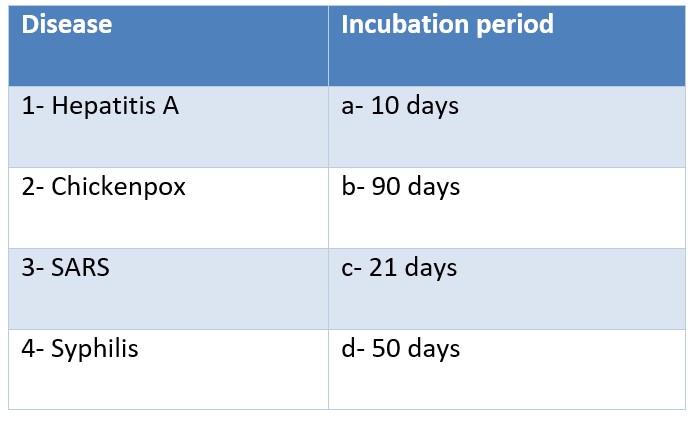 Disease Incubation period
1- Hepatitis A a- 10 days
2- Chickenpox b- 90 days
3- SARS c- 21 days
4- Syphilis d- 50 days